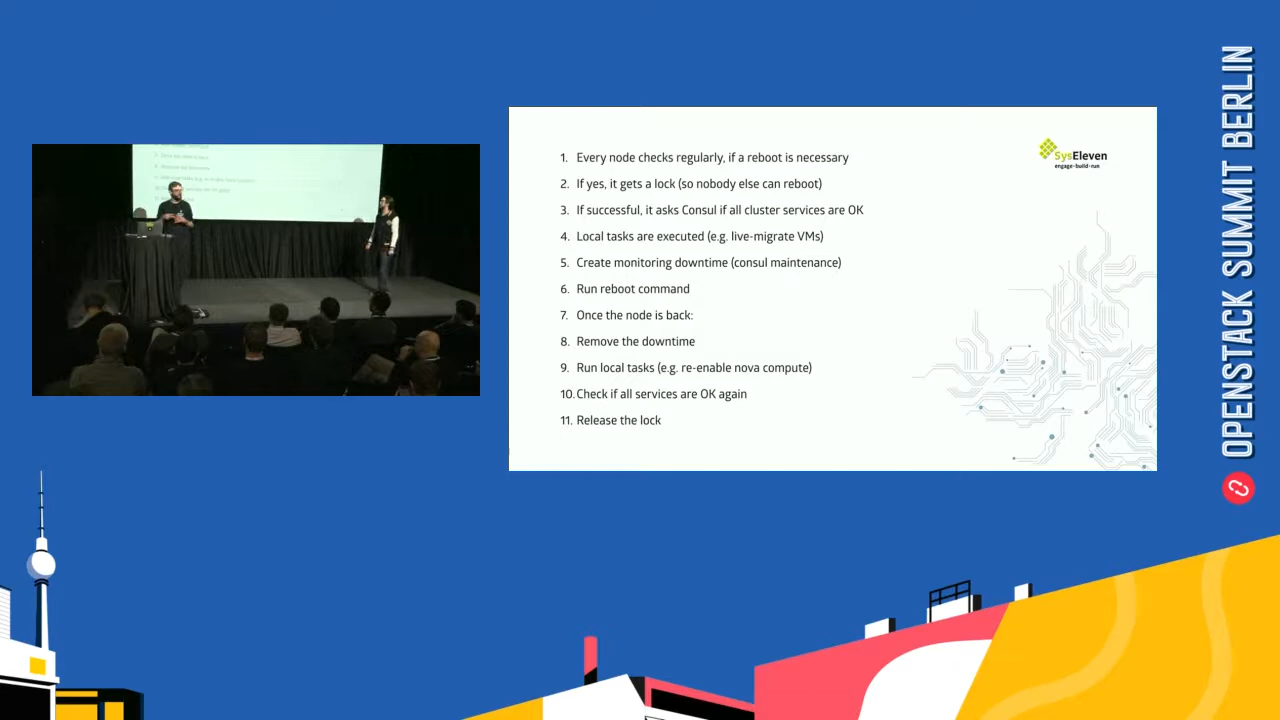 1. Every node checks regularly, if a reboot is necessary
2. If yes, it gets a lock (so nobody else can reboot)
3. If successful, it asks Consul if all cluster services are OK
4. Local tasks are executed (e.g. live-migrate VMs)
5. Create monitoring downtime (consul maintenance)
6. Run reboot command
7. Once the node is back:
8. Remove the downtime
9. Run local tasks (e.g. re-enable nova compute)
10. Check if all services are OK again
11. Release the lock
SysEleven
engage·build·run
OPENSTACK SUMMIT BERLIN